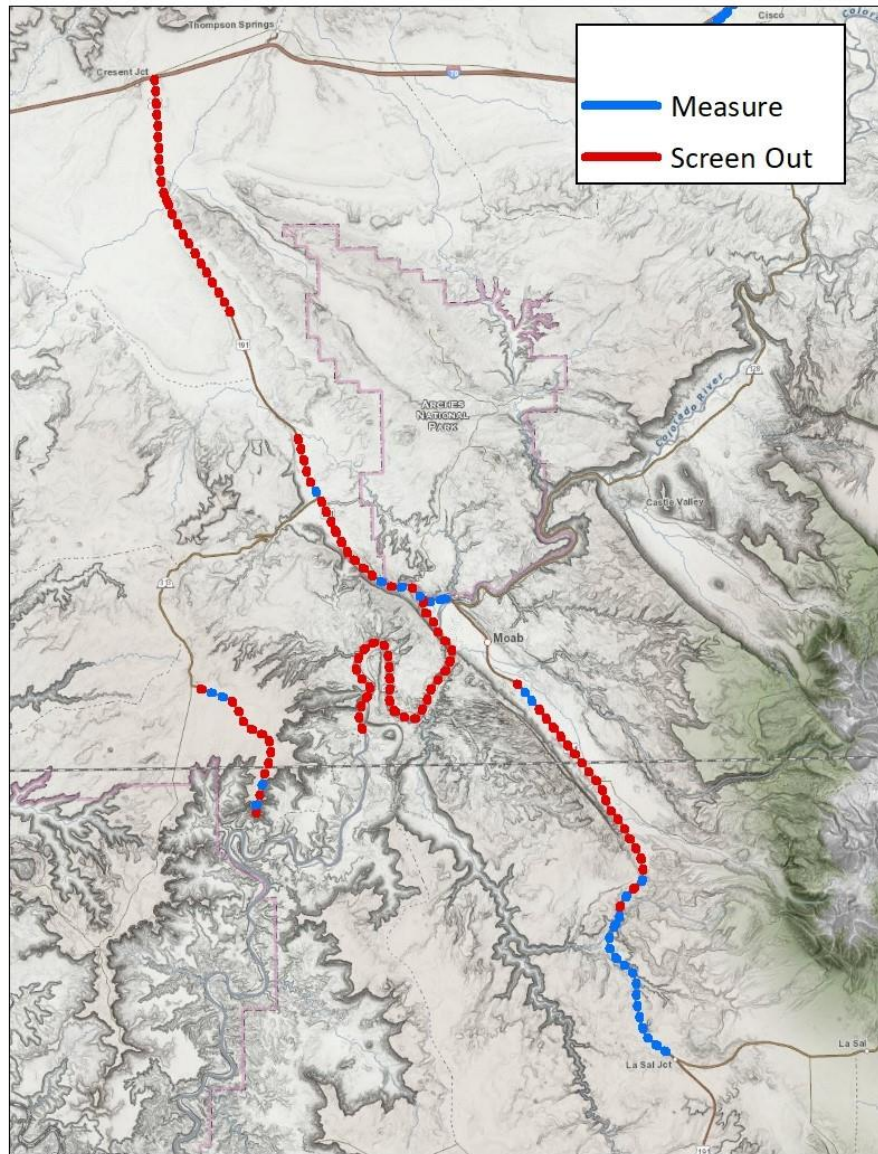 Thompson Springs
Cisco
Cresent Jct
70
Measure
Screen Out
191
ARCHES
NATIONAL
PARK
Colorado River
128
Castle Valley
313
Moab
La Sal
La Sal Jct
191